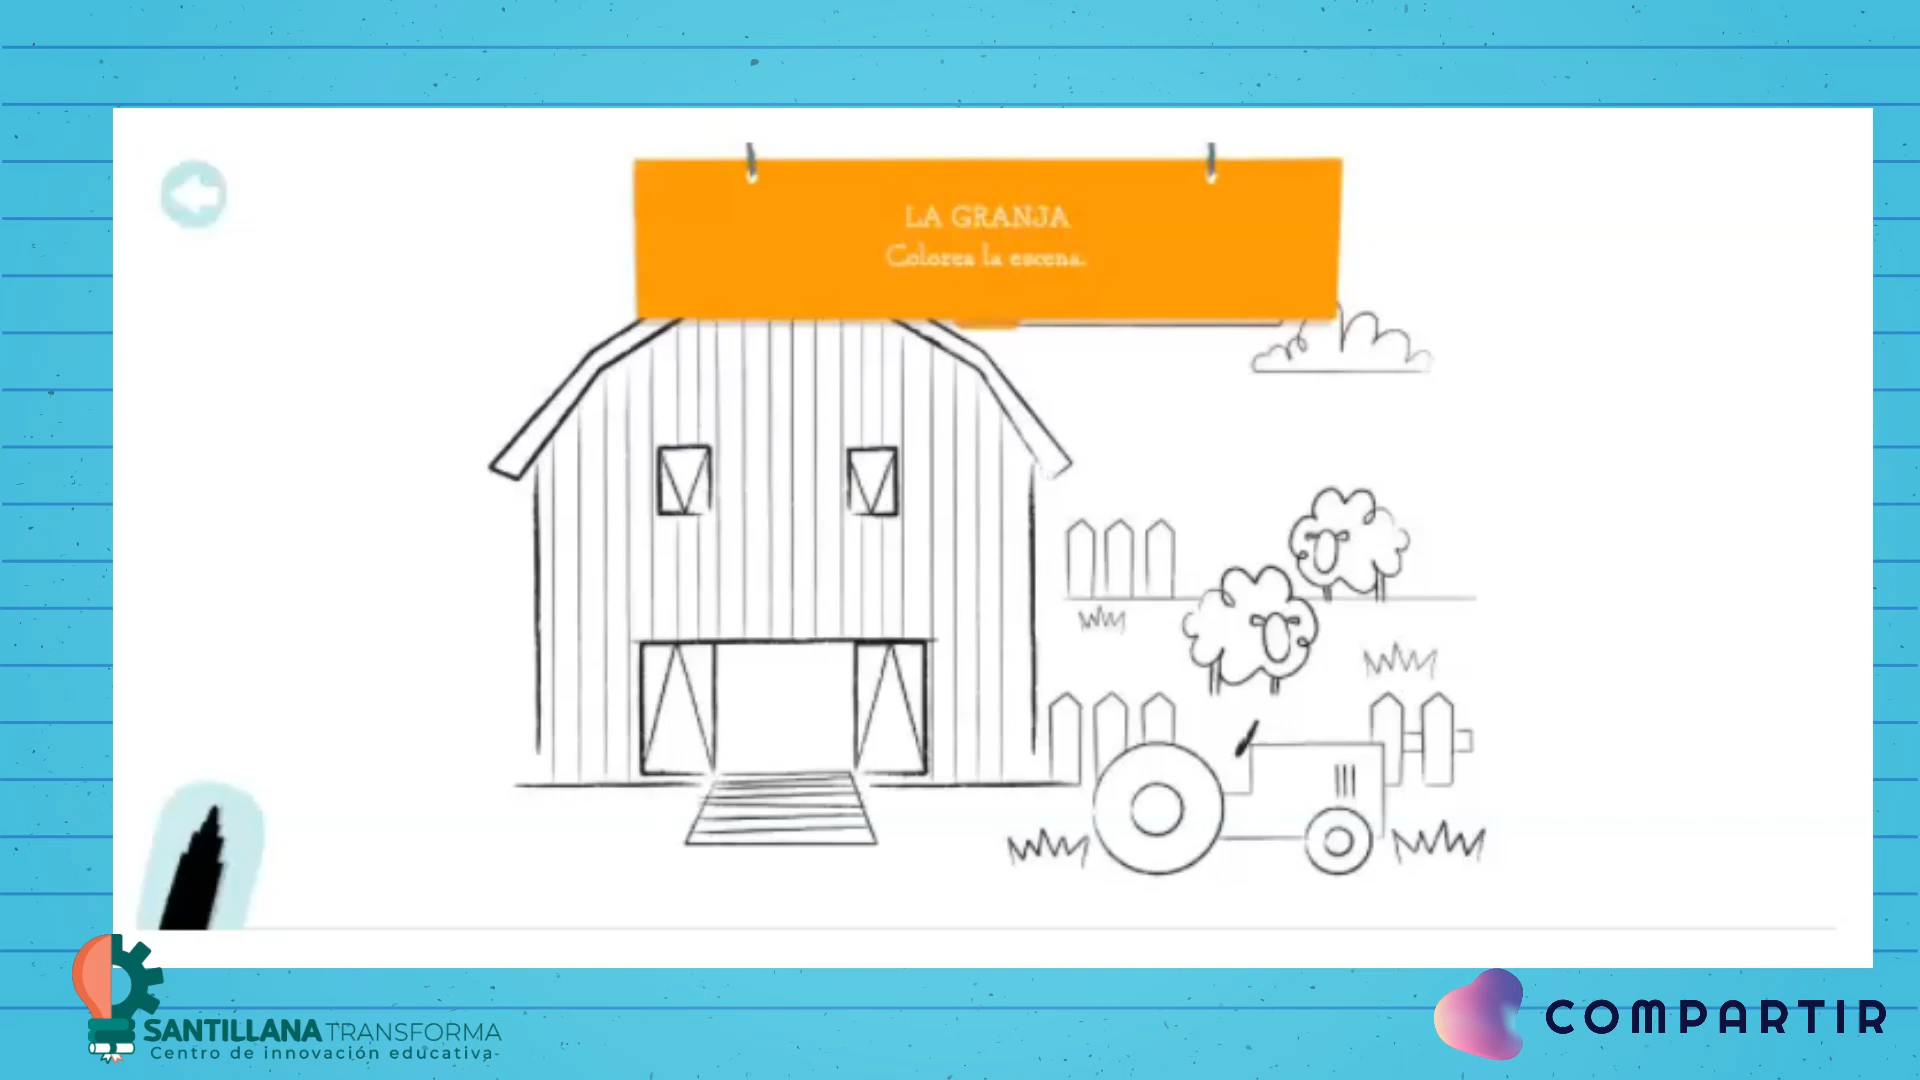 LA GRANJA
Colorea la escena.
SANTILLANA TRANSFORMA
Centro de innovación educativa
COMPARTIR